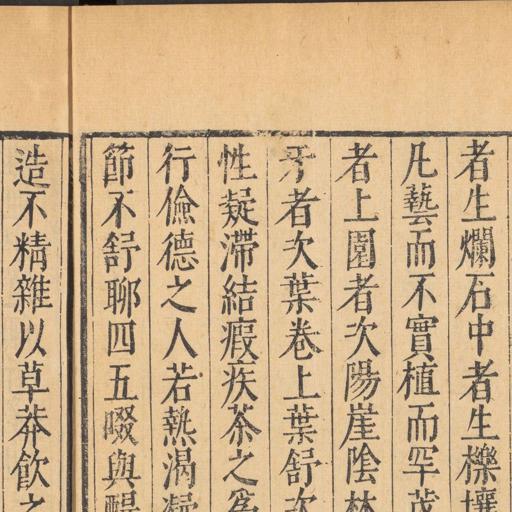 者生爛石中者生櫟壤
凡藝而不實植而罕茂
者上園者次陽崖陰林
牙者次葉卷上葉舒次
性凝滯結瘕疾茶之為
行儉德之人若熱渴凝
節不舒聊四五啜與醍
造不精雜以草莽飲之